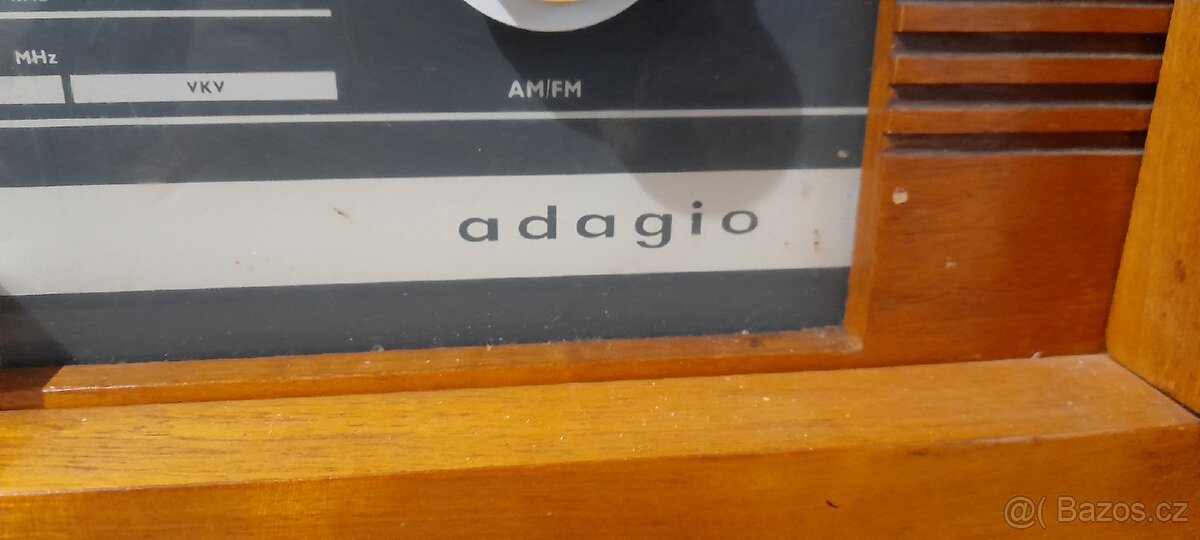 MHz
VKV
AM/FM
adagio
@( Bazos.cz